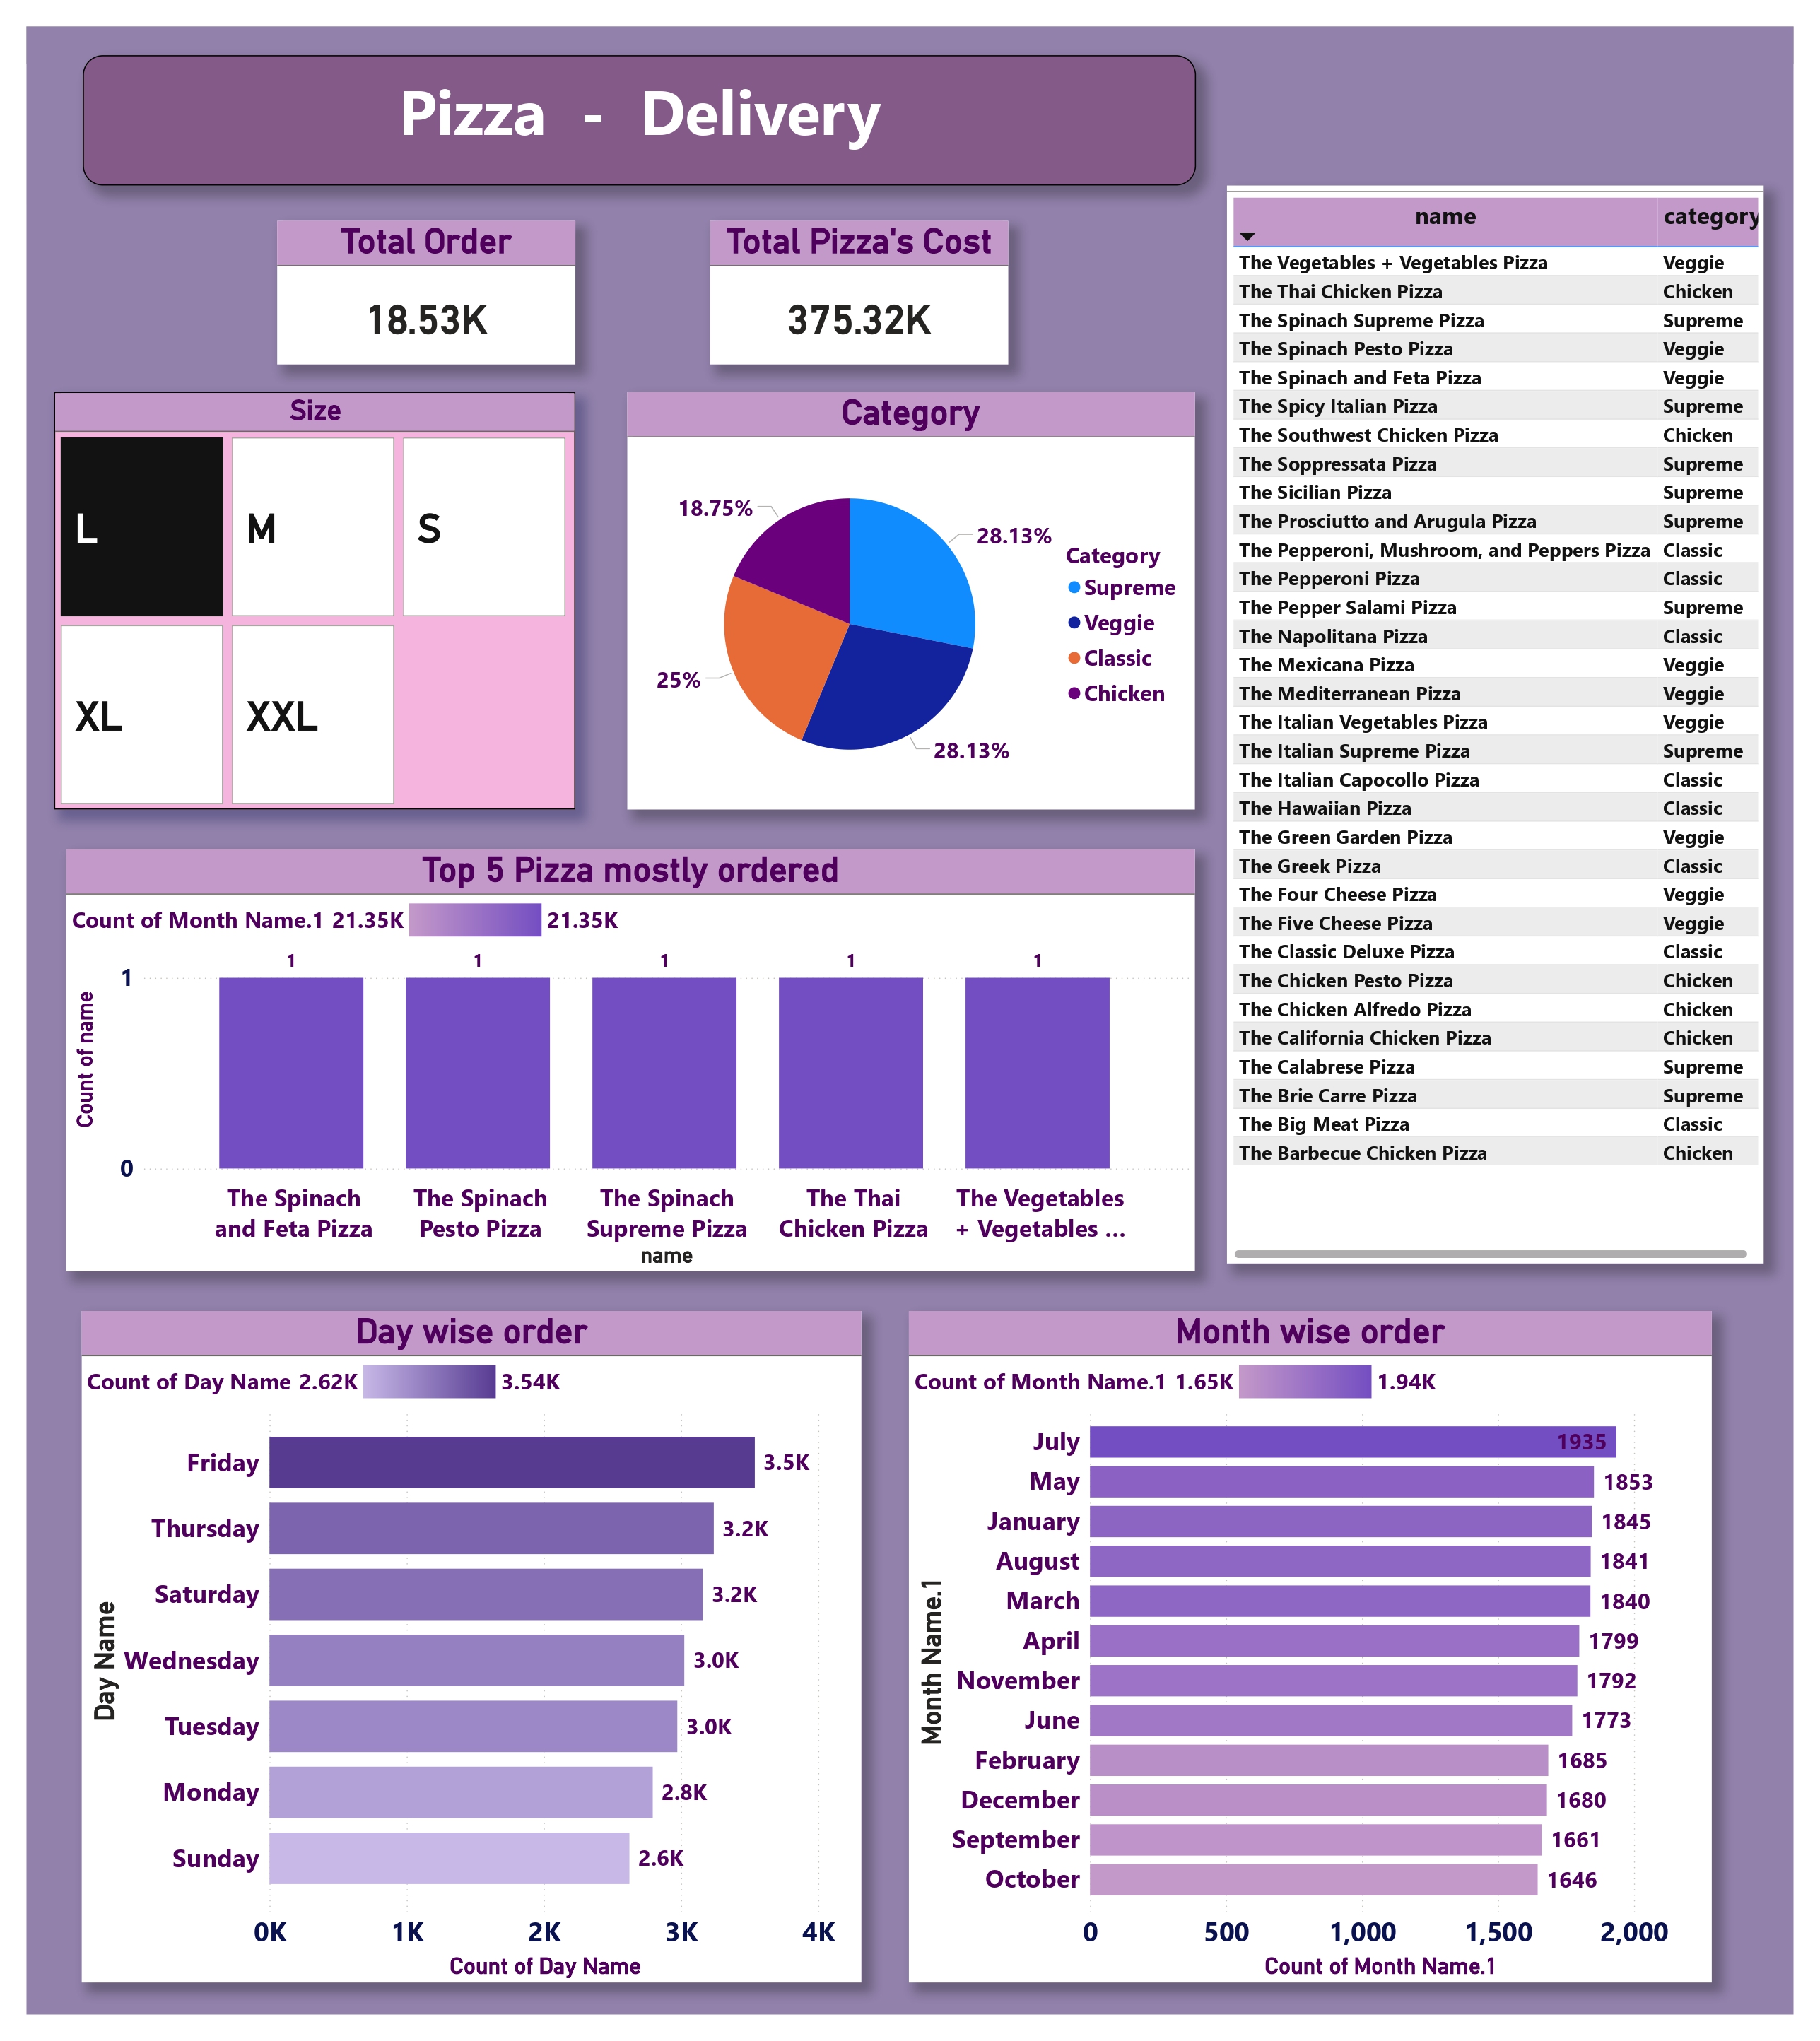 Pizza - Delivery
Total Order
18.53K
Total Pizza's Cost
375.32K
Size
L
M
S
XL
XXL
Category
18.75%
28.13%
25%
28.13%
Category
Supreme
Veggie
Classic
Chicken
name category
The Vegetables + Vegetables Pizza Veggie
The Thai Chicken Pizza Chicken
The Spinach Supreme Pizza Supreme
The Spinach Pesto Pizza Veggie
The Spinach and Feta Pizza Veggie
The Spicy Italian Pizza Supreme
The Southwest Chicken Pizza Chicken
The Soppressata Pizza Supreme
The Sicilian Pizza Supreme
The Prosciutto and Arugula Pizza Supreme
The Pepperoni, Mushroom, and Peppers Pizza Classic
The Pepperoni Pizza Classic
The Pepper Salami Pizza Supreme
The Napolitana Pizza Classic
The Mexicana Pizza Veggie
The Mediterranean Pizza Veggie
The Italian Vegetables Pizza Veggie
The Italian Supreme Pizza Supreme
The Italian Capocollo Pizza Classic
The Hawaiian Pizza Classic
The Green Garden Pizza Veggie
The Greek Pizza Classic
The Four Cheese Pizza Veggie
The Five Cheese Pizza Veggie
The Classic Deluxe Pizza Classic
The Chicken Pesto Pizza Chicken
The Chicken Alfredo Pizza Chicken
The California Chicken Pizza Chicken
The Calabrese Pizza Supreme
The Brie Carre Pizza Supreme
The Big Meat Pizza Classic
The Barbecue Chicken Pizza Chicken
Top 5 Pizza mostly ordered
Count of Month Name.1 21.35K 21.35K
1 1 1 1 1
1
Count of name
0
The Spinach and Feta Pizza
The Spinach Pesto Pizza
The Spinach Supreme Pizza
The Thai Chicken Pizza
The Vegetables + Vegetables ...
name
Day wise order
Count of Day Name 2.62K 3.54K
Day Name
Friday 3.5K
Thursday 3.2K
Saturday 3.2K
Wednesday 3.0K
Tuesday 3.0K
Monday 2.8K
Sunday 2.6K
0K 1K 2K 3K 4K
Count of Day Name
Month wise order
Count of Month Name.1 1.65K 1.94K
Month Name.1
July 1935
May 1853
January 1845
August 1841
March 1840
April 1799
November 1792
June 1773
February 1685
December 1680
September 1661
October 1646
0 500 1,000 1,500 2,000
Count of Month Name.1